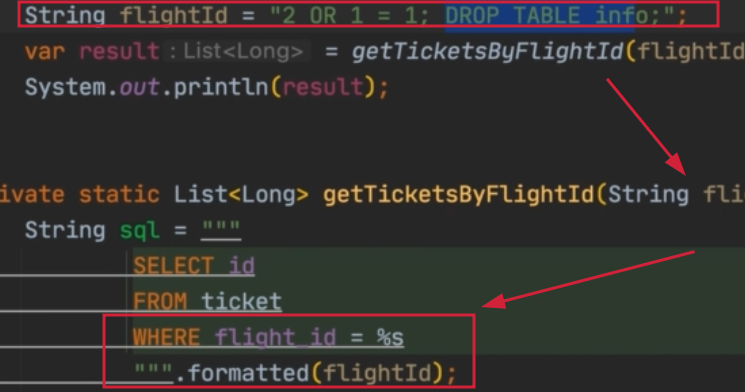 String flightId = "2 OR 1 = 1; DROP TABLE info;";
var result : List<Long> = getTicketsByFlightId(flightId
System.out.println(result);
ivate static List<Long> getTicketsByFlightId(String fli
String sql = """
SELECT id
FROM ticket
WHERE flight_id = %s
""".formatted(flightId);